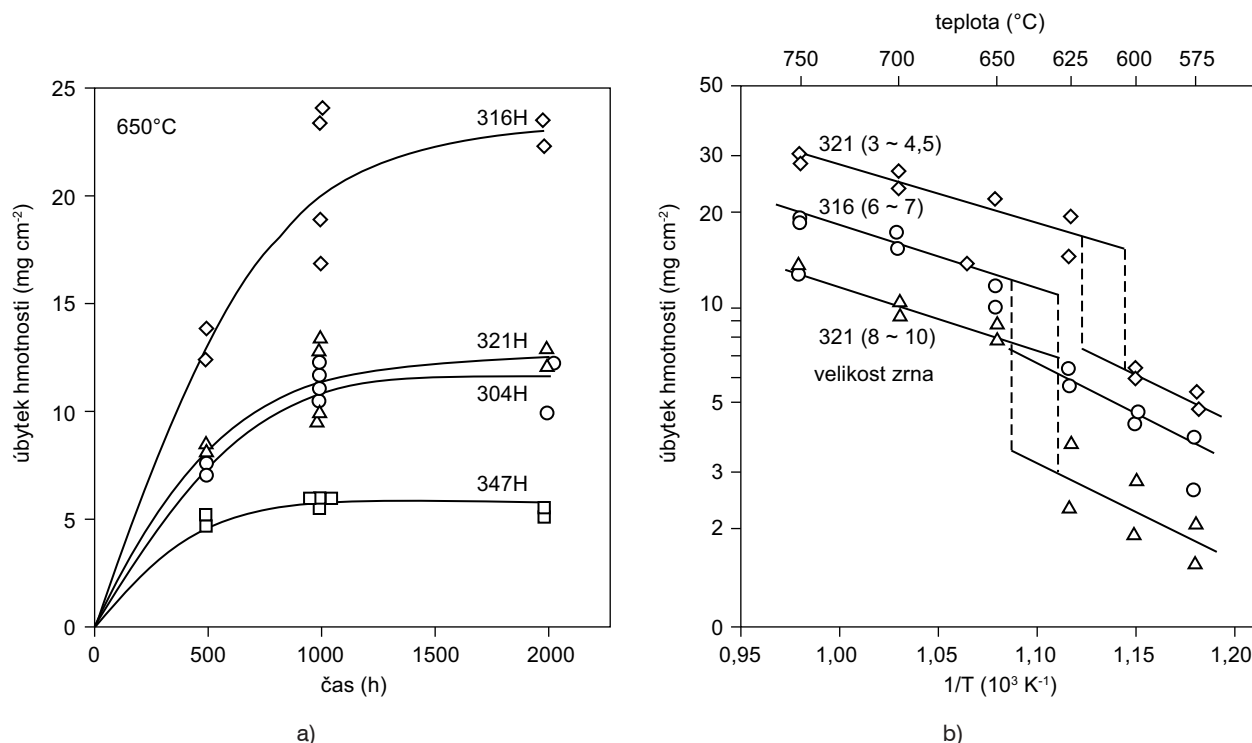 25
20
15
10
5
0
0
500
1000
1500
2000
650°C
316H
321H
304H
347H
úbytek hmotnosti (mg cm-2)
čas (h)
a)
teplota (°C)
750
700
650
625
600
575
50
30
20
10
5
3
2
0
321 (3 ~ 4,5)
316 (6 ~ 7)
321 (8 ~ 10)
velikost zrna
úbytek hmotnosti (mg cm-2)
0,95
1,00
1,05
1,10
1,15
1,20
1/T (10³ K-1)
b)